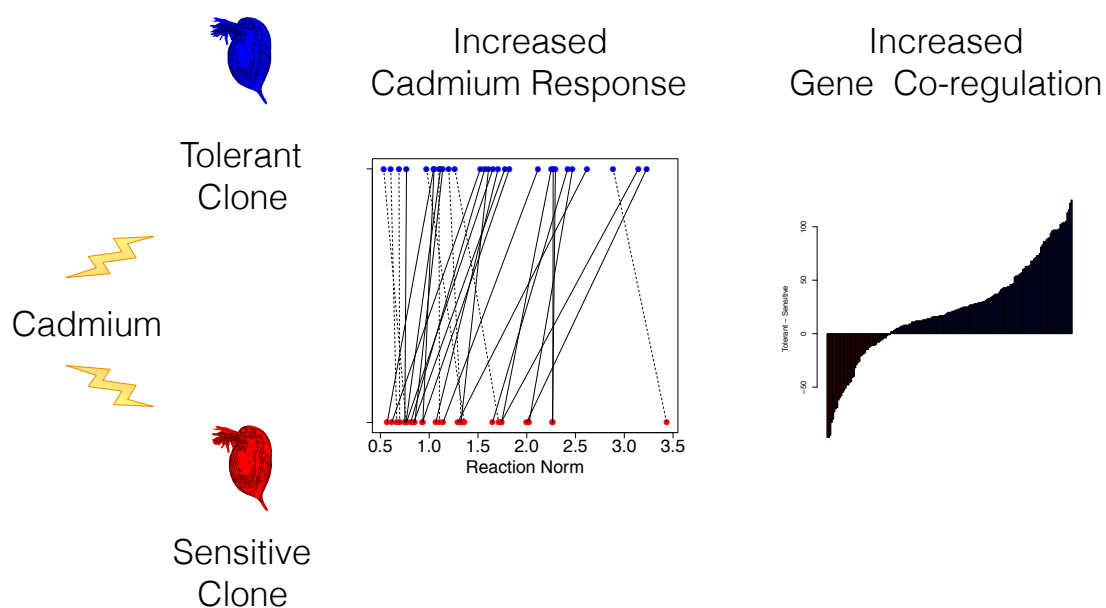 Increased
Cadmium Response
Increased
Gene Co-regulation
Tolerant
Clone
Cadmium
Sensitive
Clone
0.5 1.0 1.5 2.0 2.5 3.0 3.5
Reaction Norm
100
50
0
-50
Tolerant - Sensitive